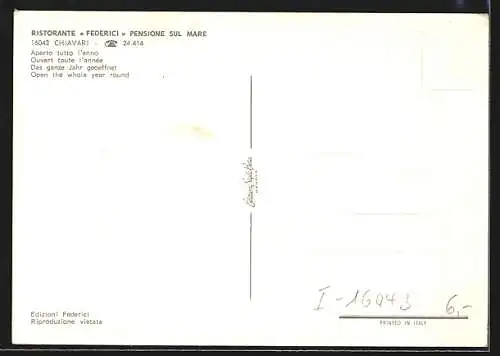 RISTORANTE « FEDERICI » PENSIONE SUL MARE
16043 CHIAVARI - ☎ 24.414
Aperto tutto l'anno
Ouvert toute l'année
Das ganze Jahr geoeffnet
Open the whole year round
I-16043 6,-
Edizioni Federici
Riproduzione vietata
PRINTED IN ITALY